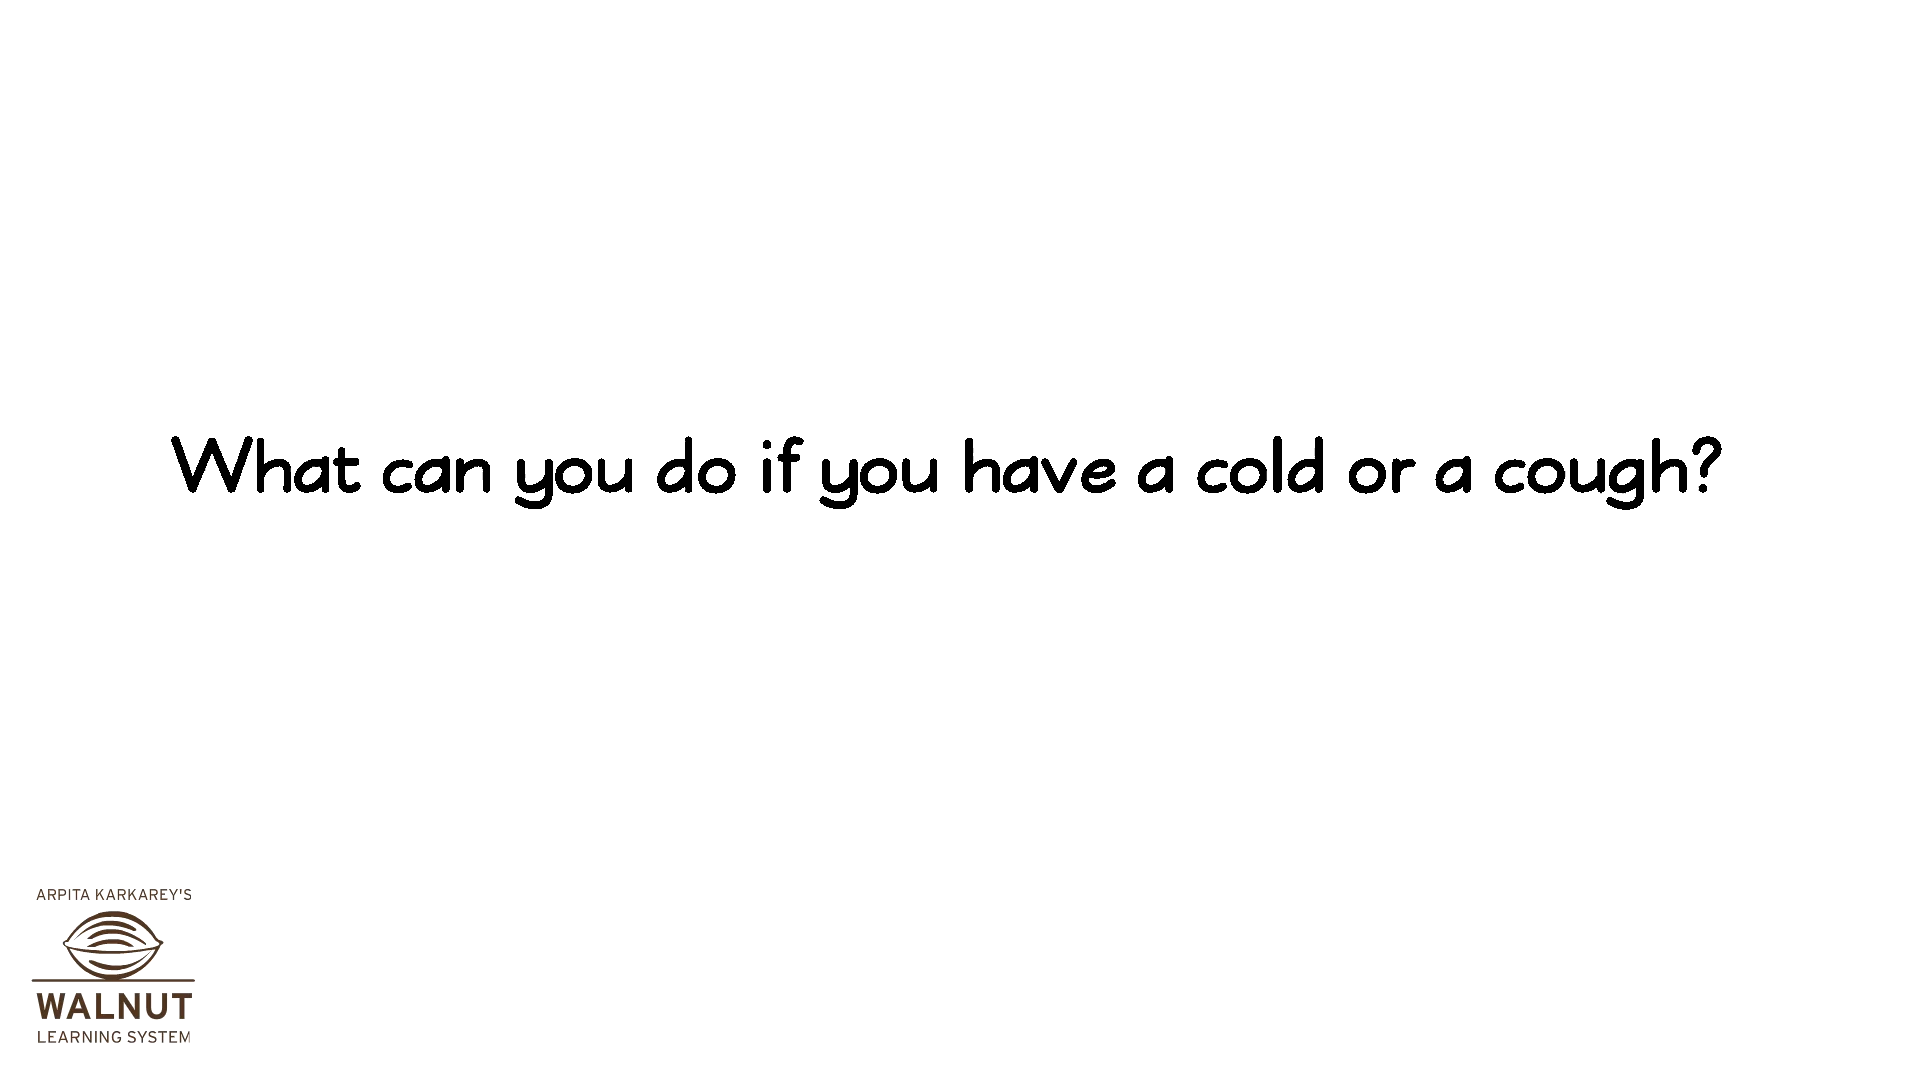 What can you do if you have a cold or a cough?
ARPITA KARKAREY'S
WALNUT
LEARNING SYSTEM